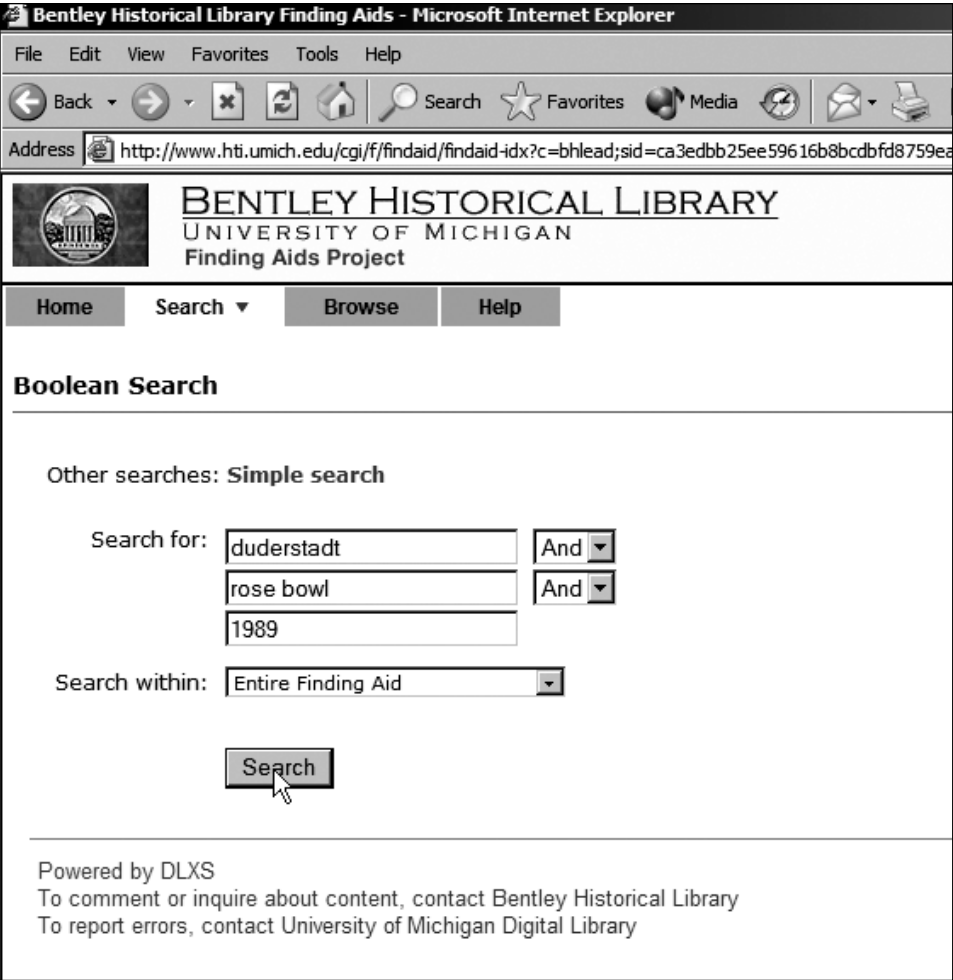 Bentley Historical Library Finding Aids - Microsoft Internet Explorer
File Edit View Favorites Tools Help
Back Search Favorites Media
Address http://www.hti.umich.edu/cgi/f/findaid/findaid-idx?c=bhlead;sid=ca3edbb25ee59616b8bcdbfd8759ea
BENTLEY HISTORICAL LIBRARY
UNIVERSITY OF MICHIGAN
Finding Aids Project
Home Search Browse Help
Boolean Search
Other searches: Simple search
Search for: duderstadt And
rose bowl And
1989
Search within: Entire Finding Aid
Search
Powered by DLXS
To comment or inquire about content, contact Bentley Historical Library
To report errors, contact University of Michigan Digital Library